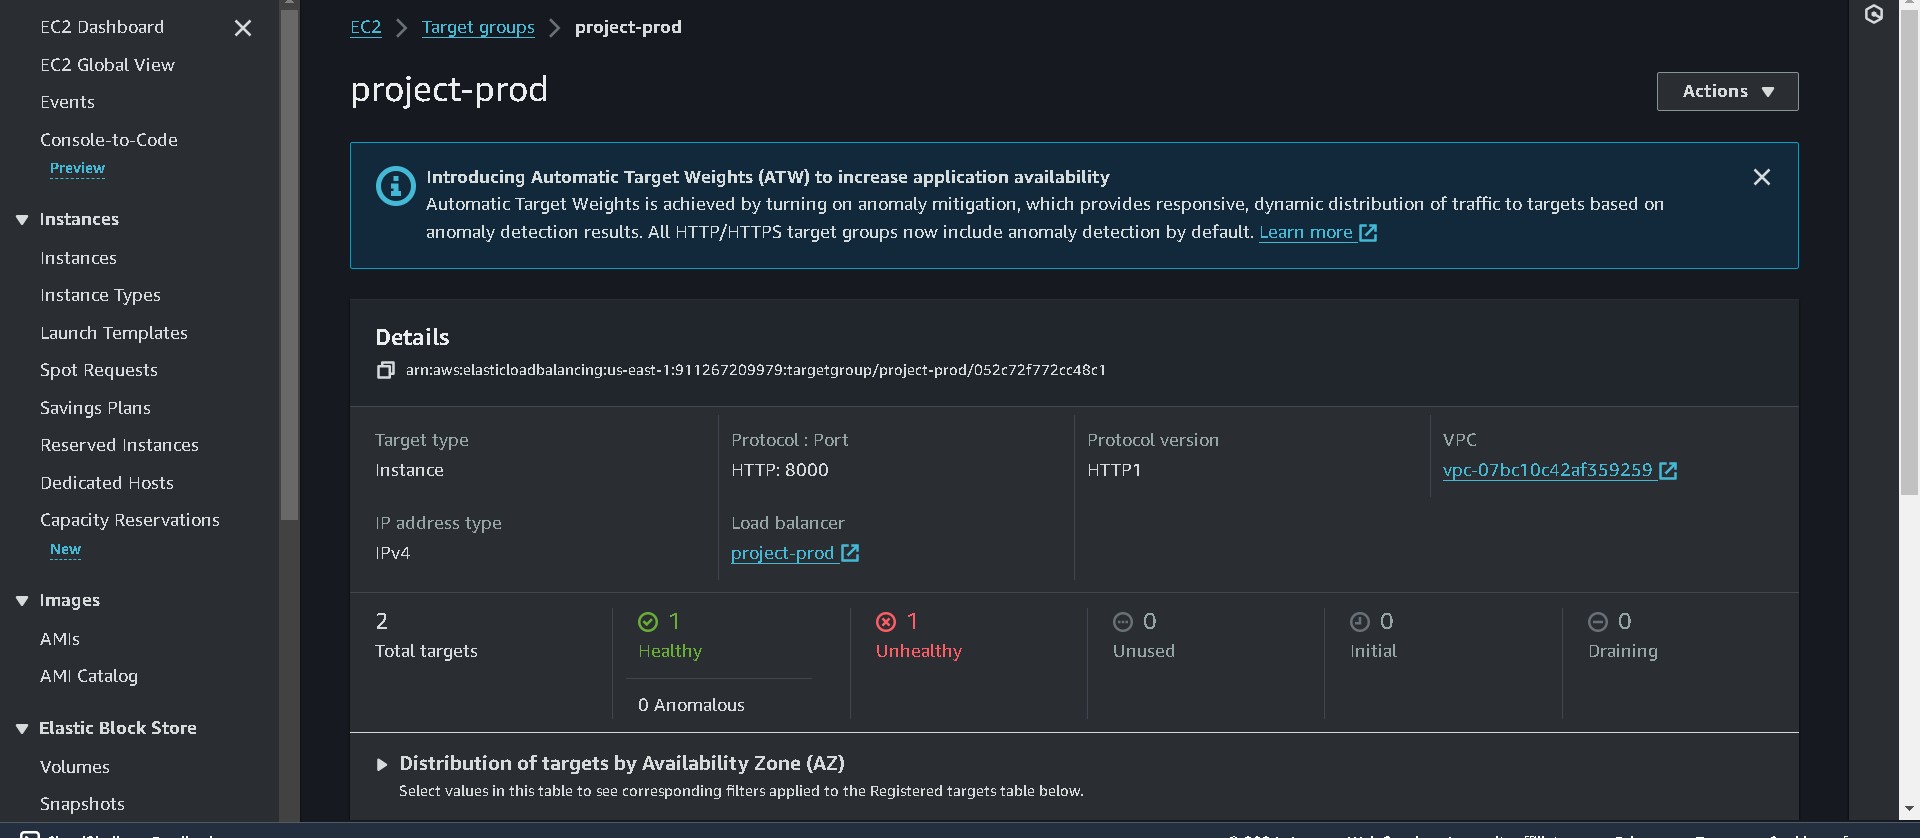 EC2 Dashboard
EC2 Global View
Events
Console-to-Code
Preview
Instances
Instances
Instance Types
Launch Templates
Spot Requests
Savings Plans
Reserved Instances
Dedicated Hosts
Capacity Reservations
New
Images
AMIs
AMI Catalog
Elastic Block Store
Volumes
Snapshots
EC2 > Target groups > project-prod
project-prod
Actions
Introducing Automatic Target Weights (ATW) to increase application availability
Automatic Target Weights is achieved by turning on anomaly mitigation, which provides responsive, dynamic distribution of traffic to targets based on
anomaly detection results. All HTTP/HTTPS target groups now include anomaly detection by default. Learn more
Details
arn:aws:elasticloadbalancing:us-east-1:911267209979:targetgroup/project-prod/052c72f772cc48c1
Target type
Instance
Protocol : Port
HTTP: 8000
Protocol version
HTTP1
VPC
vpc-07bc10c42af359259
IP address type
IPv4
Load balancer
project-prod
2
Total targets
1
Healthy
0 Anomalous
1
Unhealthy
0
Unused
0
Initial
0
Draining
Distribution of targets by Availability Zone (AZ)
Select values in this table to see corresponding filters applied to the Registered targets table below.